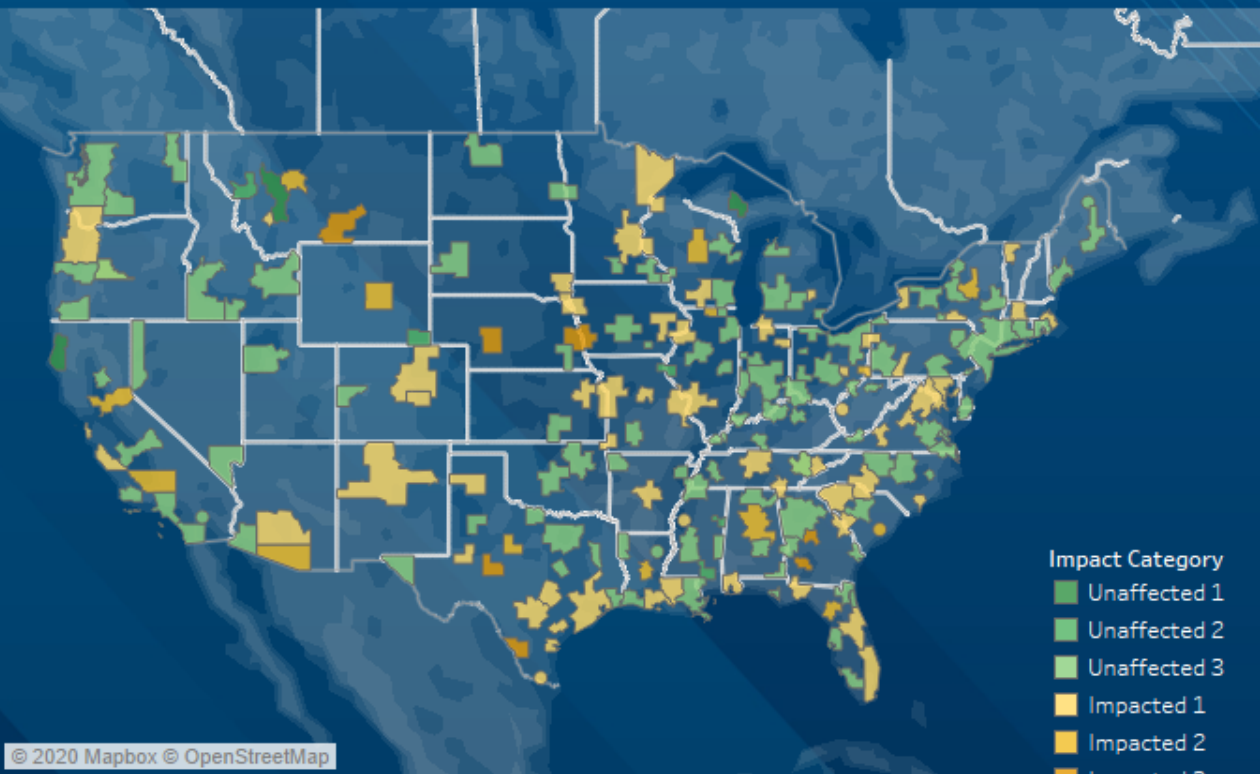 Impact Category
Unaffected 1
Unaffected 2
Unaffected 3
Impacted 1
Impacted 2
© 2020 Mapbox © OpenStreetMap